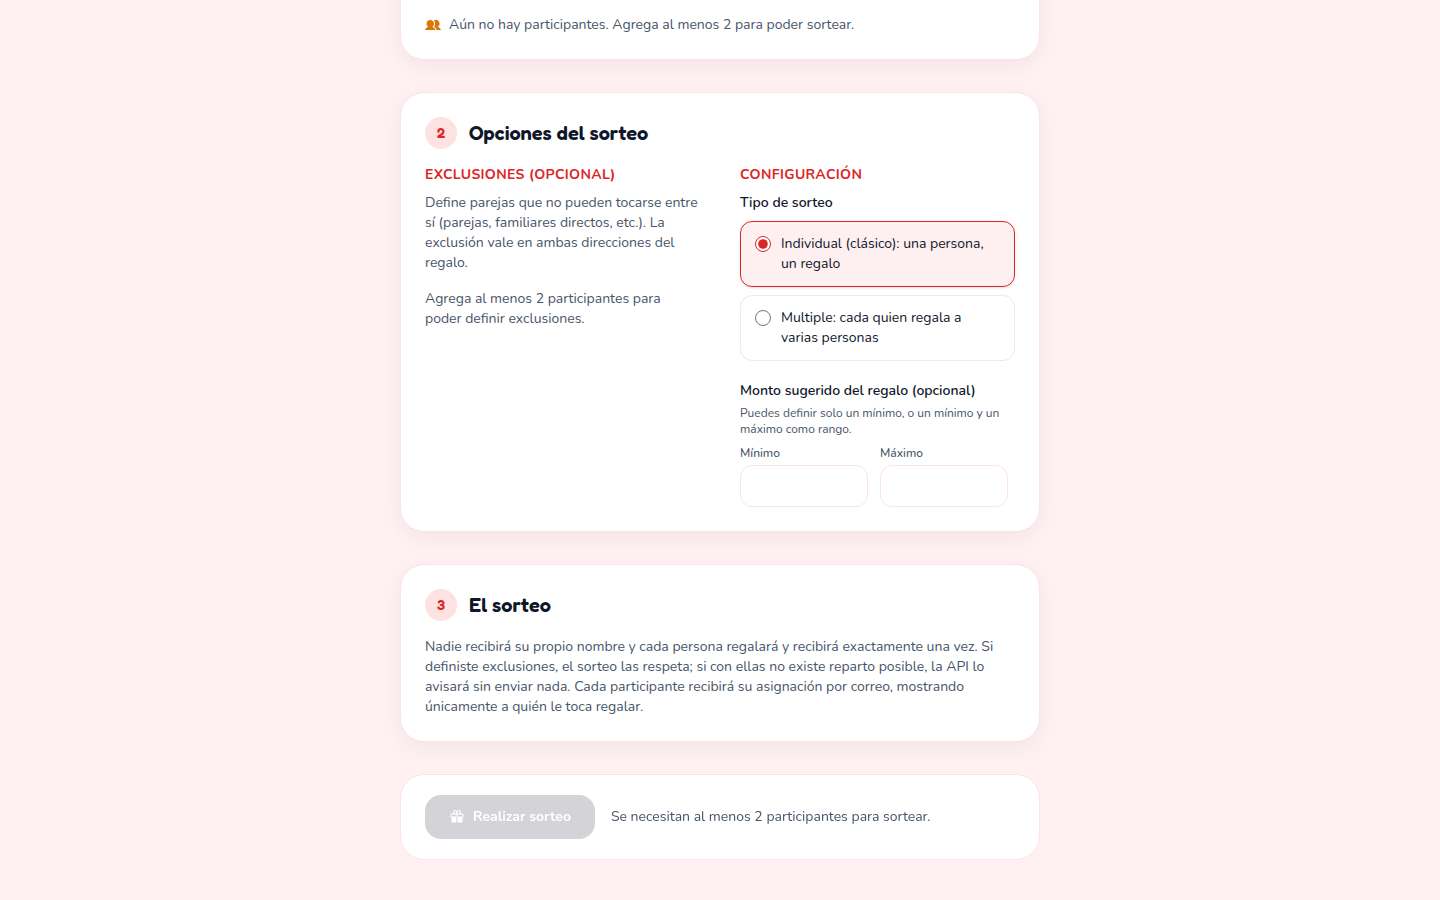 Aún no hay participantes. Agrega al menos 2 para poder sortear.
2
Opciones del sorteo
EXCLUSIONES (OPCIONAL)
Define parejas que no pueden tocarse entre
sí (parejas, familiares directos, etc.). La
exclusión vale en ambas direcciones del
regalo.
Agrega al menos 2 participantes para
poder definir exclusiones.
CONFIGURACIÓN
Tipo de sorteo
Individual (clásico): una persona,
un regalo
Multiple: cada quien regala a
varias personas
Monto sugerido del regalo (opcional)
Puedes definir solo un mínimo, o un mínimo y un
máximo como rango.
Mínimo
Máximo
3
El sorteo
Nadie recibirá su propio nombre y cada persona regalará y recibirá exactamente una vez. Si
definiste exclusiones, el sorteo las respeta; si con ellas no existe reparto posible, la API lo
avisará sin enviar nada. Cada participante recibirá su asignación por correo, mostrando
únicamente a quién le toca regalar.
Realizar sorteo
Se necesitan al menos 2 participantes para sortear.